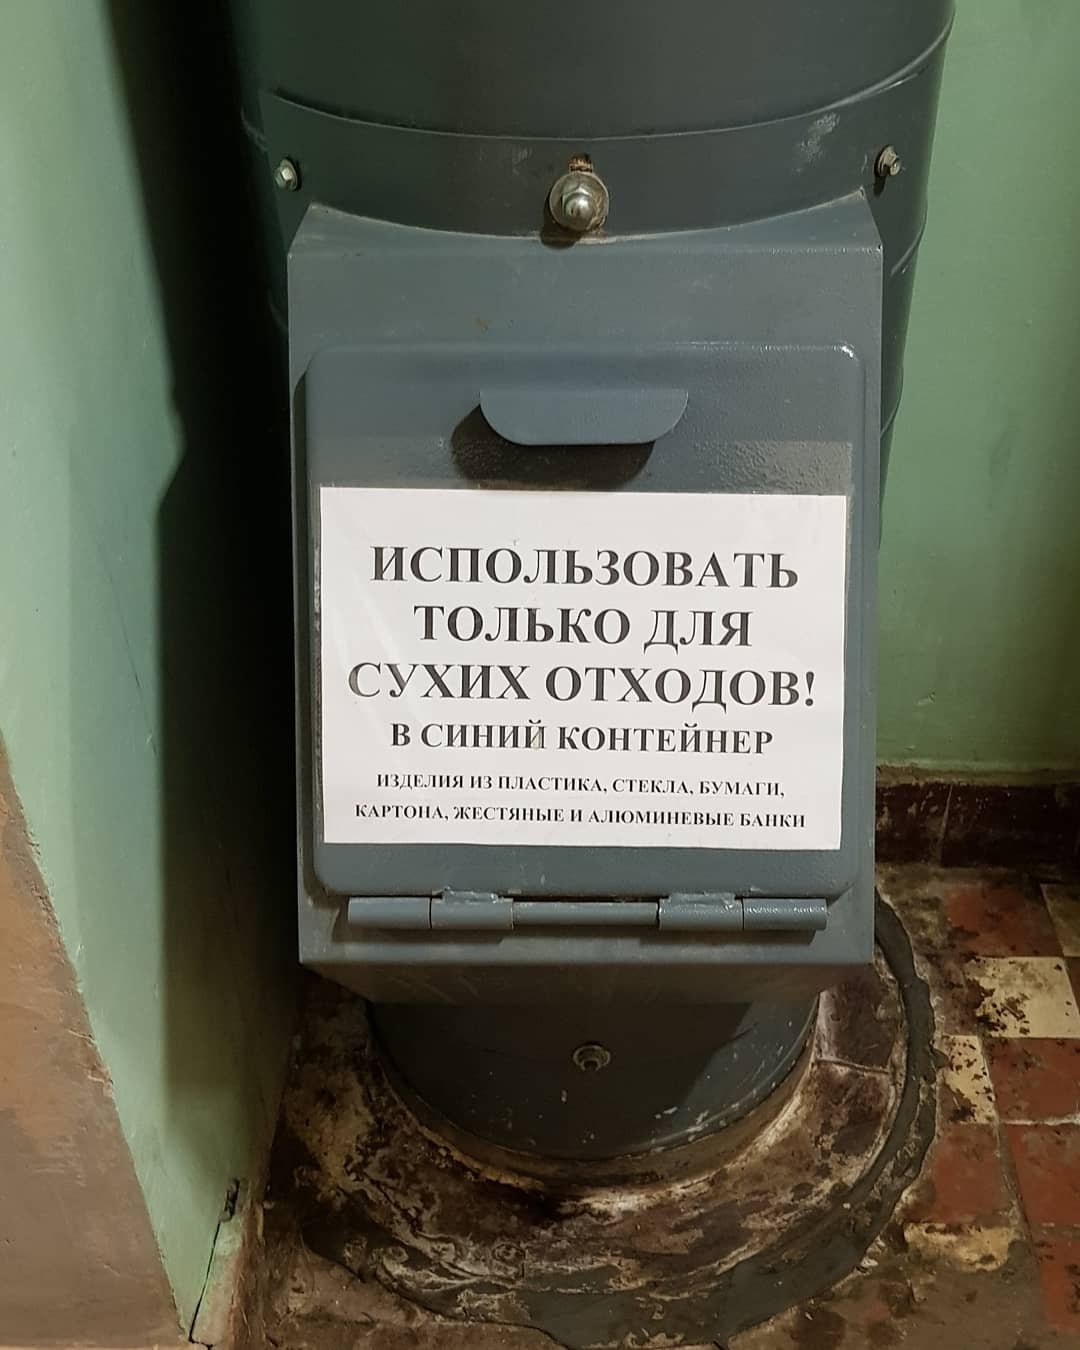 ИСПОЛЬЗОВАТЬ
ТОЛЬКО ДЛЯ
СУХИХ ОТХОДОВ!
В СИНИЙ КОНТЕЙНЕР
ИЗДЕЛИЯ ИЗ ПЛАСТИКА, СТЕКЛА, БУМАГИ,
КАРТОНА, ЖЕСТЯНЫЕ И АЛЮМИНЕВЫЕ БАНКИ